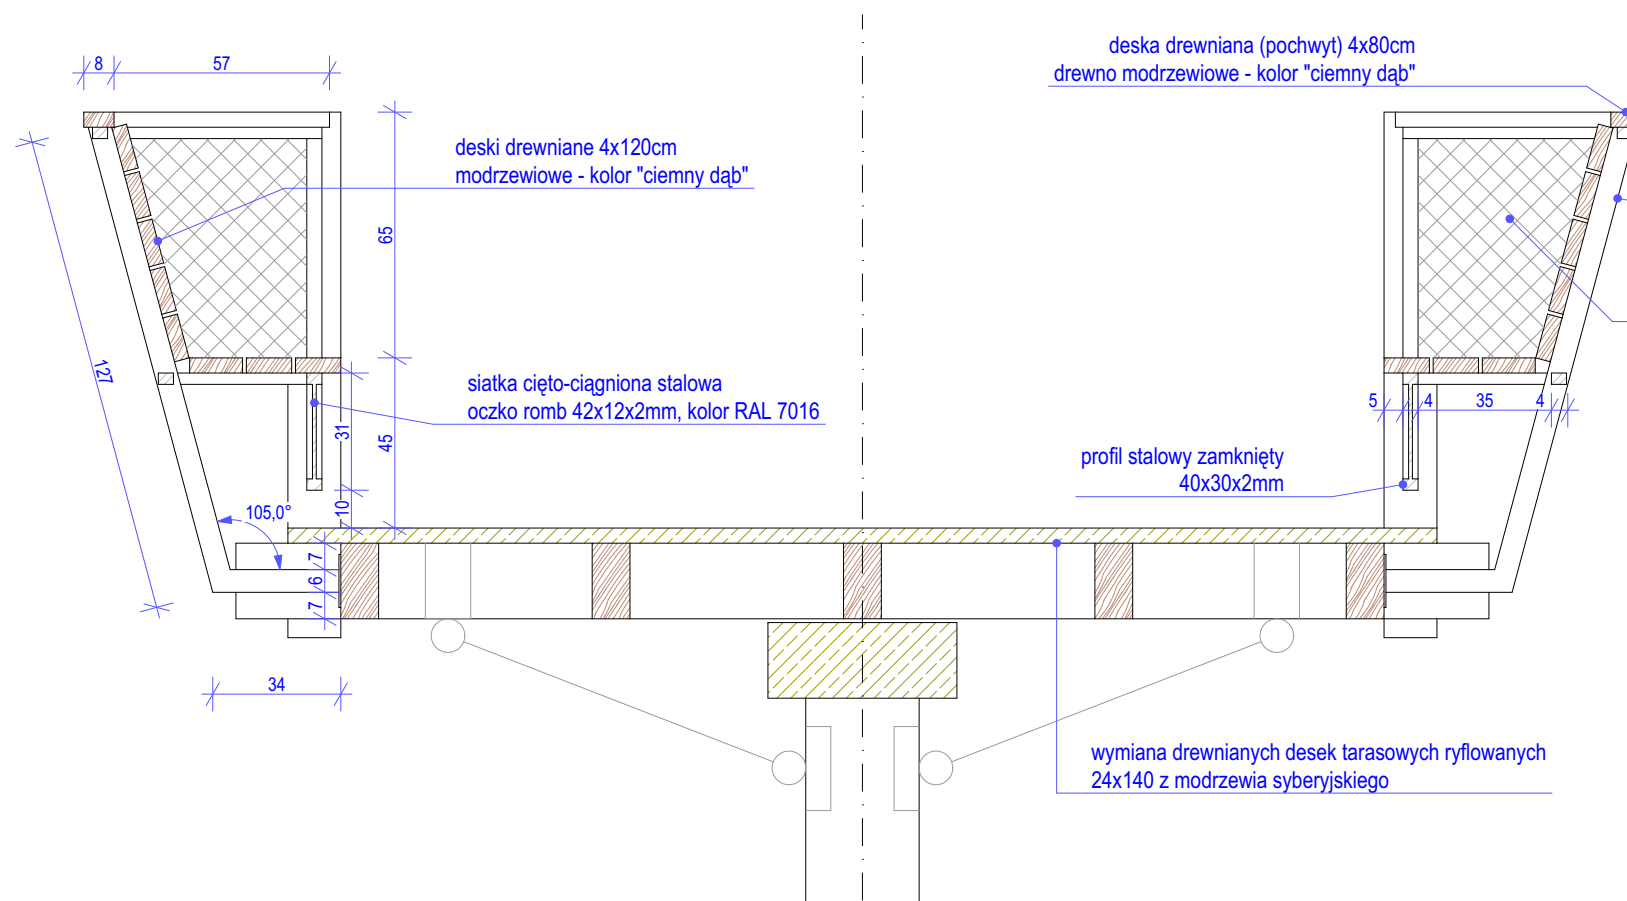 deska drewniana (pochwyt) 4x80cm
drewno modrzewiowe - kolor "ciemny dąb"
8
57
deski drewniane 4x120cm
modrzewiowe - kolor "ciemny dąb"
65
127
siatka cięto-ciągniona stalowa
oczko romb 42x12x2mm, kolor RAL 7016
31
45
5
4
35
4
profil stalowy zamknięty
40x30x2mm
10
105,0°
7
6
7
34
wymiana drewnianych desek tarasowych ryflowanych
24x140 z modrzewia syberyjskiego